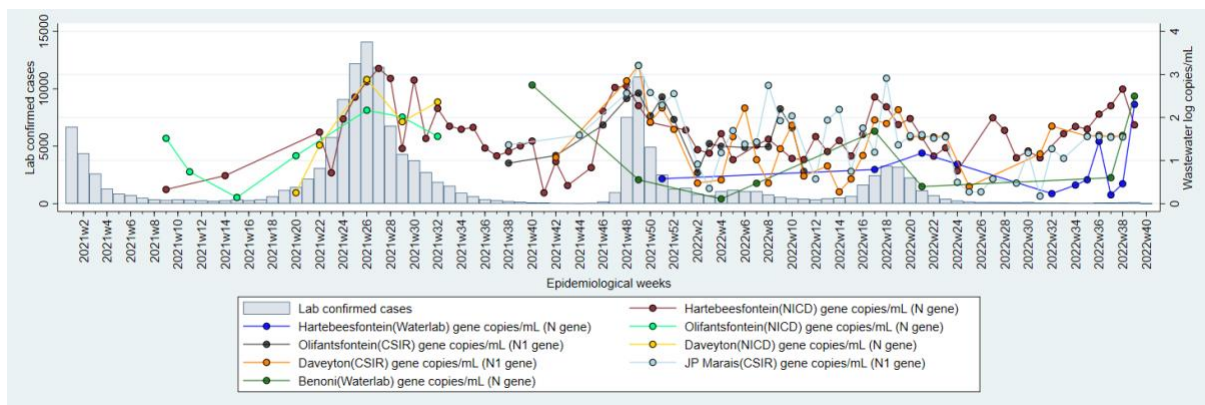 15000
10000
5000
0
Lab confirmed cases
4
3
2
1
0
Wastewater log copies/mL
2021w2
2021w4
2021w6
2021w8
2021w10
2021w12
2021w14
2021w16
2021w18
2021w20
2021w22
2021w24
2021w26
2021w28
2021w30
2021w32
2021w34
2021w36
2021w38
2021w40
2021w42
2021w44
2021w46
2021w48
2021w50
2021w52
2022w2
2022w4
2022w6
2022w8
2022w10
2022w12
2022w14
2022w16
2022w18
2022w20
2022w22
2022w24
2022w26
2022w28
2022w30
2022w32
2022w34
2022w36
2022w38
2022w40
Epidemiological weeks
Lab confirmed cases
Hartebeesfontein(NICD) gene copies/mL (N gene)
Hartebeesfontein(Waterlab) gene copies/mL (N gene)
Olifantsfontein(NICD) gene copies/mL (N gene)
Olifantsfontein(CSIR) gene copies/mL (N1 gene)
Daveyton(NICD) gene copies/mL (N gene)
Daveyton(CSIR) gene copies/mL (N1 gene)
JP Marais(CSIR) gene copies/mL (N1 gene)
Benoni(Waterlab) gene copies/mL (N gene)